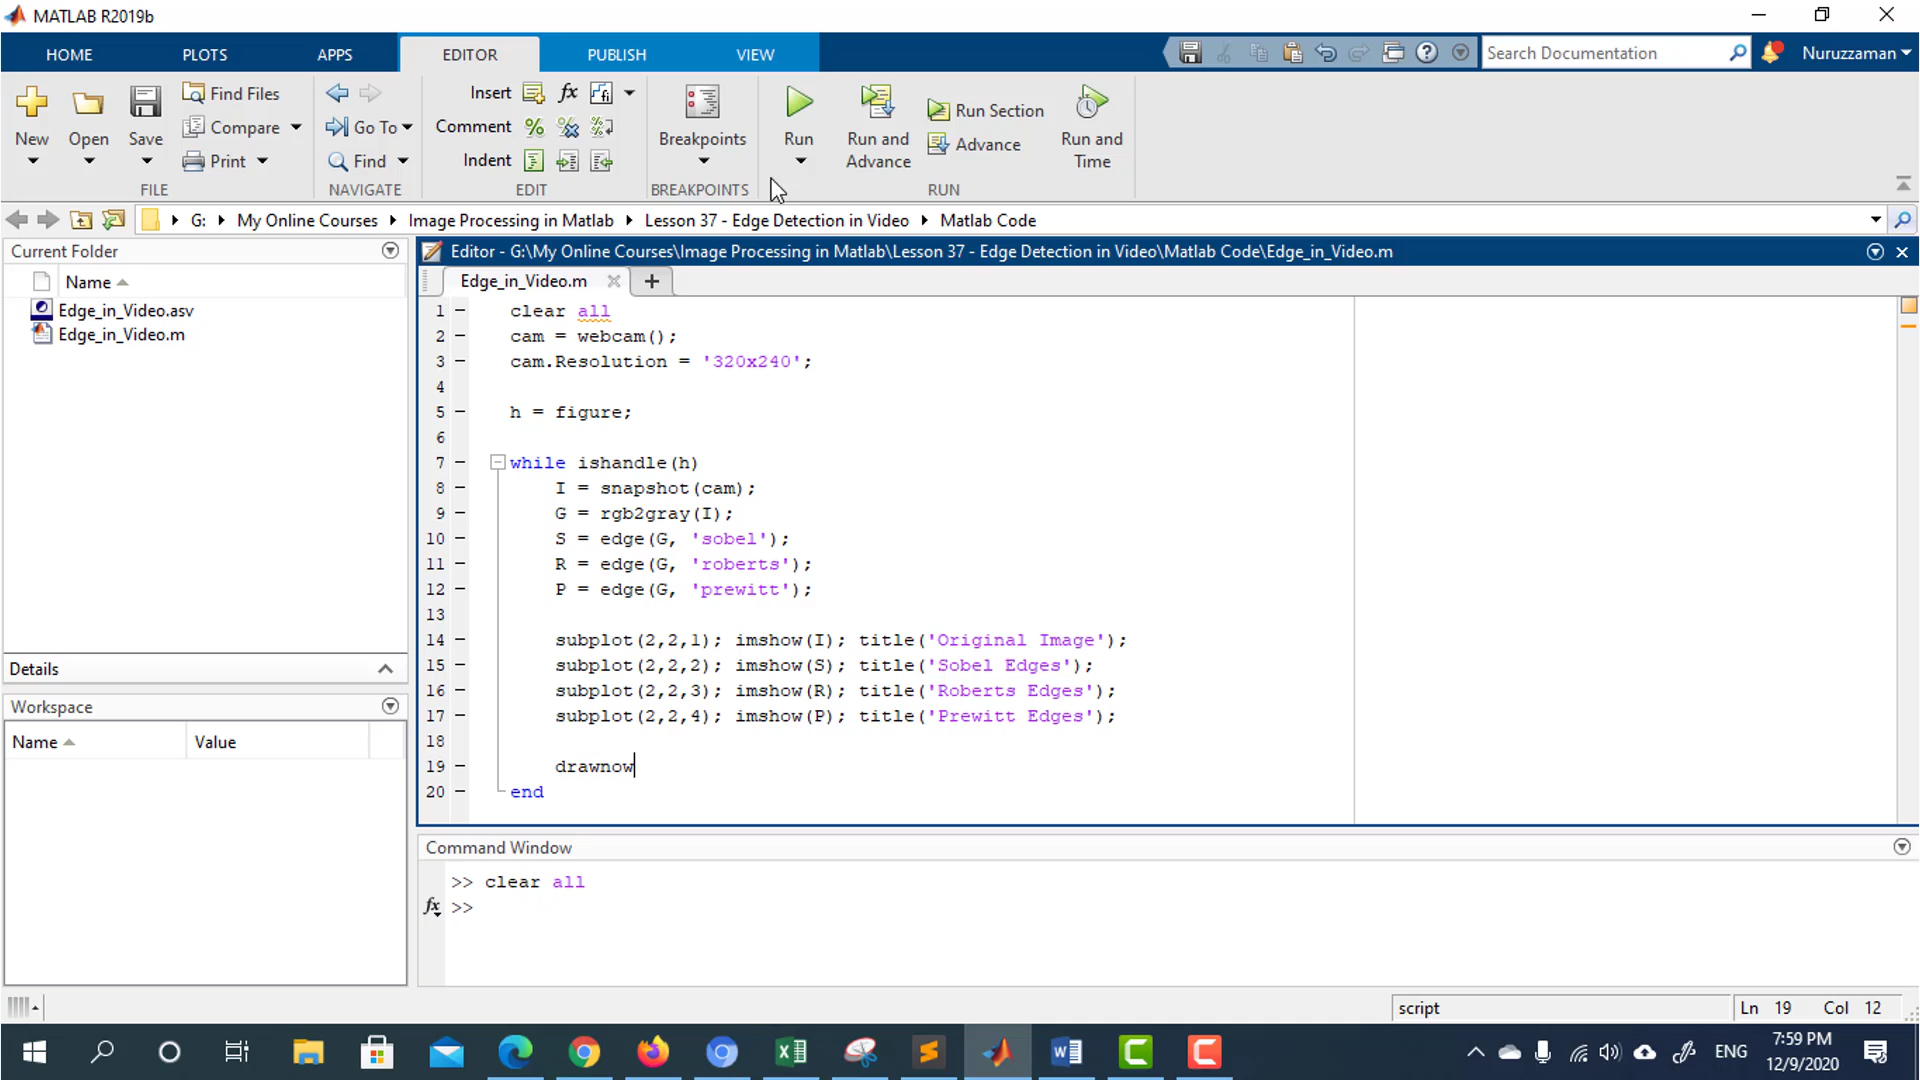 MATLAB R2019b
HOME PLOTS APPS EDITOR PUBLISH VIEW Search Documentation Nuruzzaman
New Open Save Find Files Compare Print
Go To Find
Insert fx
Comment
Indent
Breakpoints Run Run and Advance Run Section Advance Run and Time
FILE NAVIGATE EDIT BREAKPOINTS RUN
G: My Online Courses Image Processing in Matlab Lesson 37 - Edge Detection in Video Matlab Code
Current Folder
Name
Edge_in_Video.asv
Edge_in_Video.m
Details
Workspace
Name Value
Editor - G:\My Online Courses\Image Processing in Matlab\Lesson 37 - Edge Detection in Video\Matlab Code\Edge_in_Video.m
Edge_in_Video.m
1 clear all
2 cam = webcam();
3 cam.Resolution = '320x240';
4
5 h = figure;
6
7 while ishandle(h)
8 I = snapshot(cam);
9 G = rgb2gray(I);
10 S = edge(G, 'sobel');
11 R = edge(G, 'roberts');
12 P = edge(G, 'prewitt');
13
14 subplot(2,2,1); imshow(I); title('Original Image');
15 subplot(2,2,2); imshow(S); title('Sobel Edges');
16 subplot(2,2,3); imshow(R); title('Roberts Edges');
17 subplot(2,2,4); imshow(P); title('Prewitt Edges');
18
19 drawnow
20 end
Command Window
>> clear all
fx >>
script Ln 19 Col 12
ENG 7:59 PM
12/9/2020